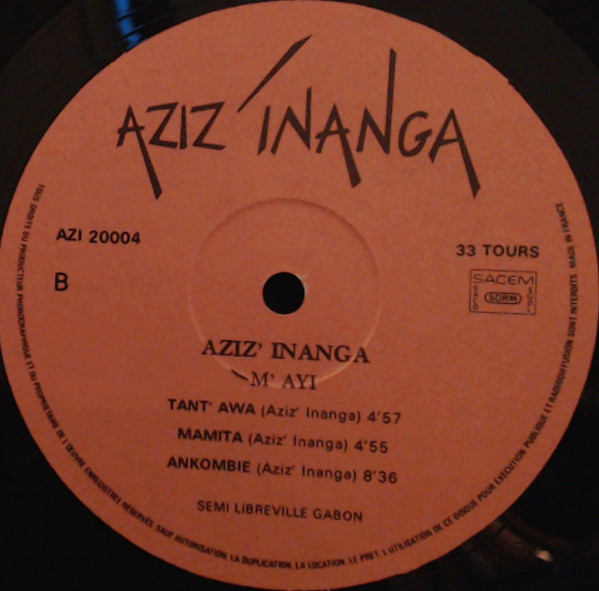 AZIZ 'INANGA
AZI 20004
B
33 TOURS
SACEM
SDRM
SACD
SGDL
AZIZ' INANGA
M' AYI
TANT' AWA (Aziz' Inanga) 4'57
MAMITA (Aziz' Inanga) 4'55
ANKOMBIE (Aziz' Inanga) 8'36
SEMI LIBREVILLE GABON
TOUS DROITS DU PRODUCTEUR PHONOGRAPHIQUE ET DU PROPRIETAIRE DE L'ŒUVRE ENREGISTREE RESERVES. SAUF AUTORISATION, LA DUPLICATION, LA LOCATION, LE PRET, L'UTILISATION DE CE DISQUE POUR EXECUTION PUBLIQUE ET RADIODIFFUSION SONT INTERDITS MADE IN FRANCE